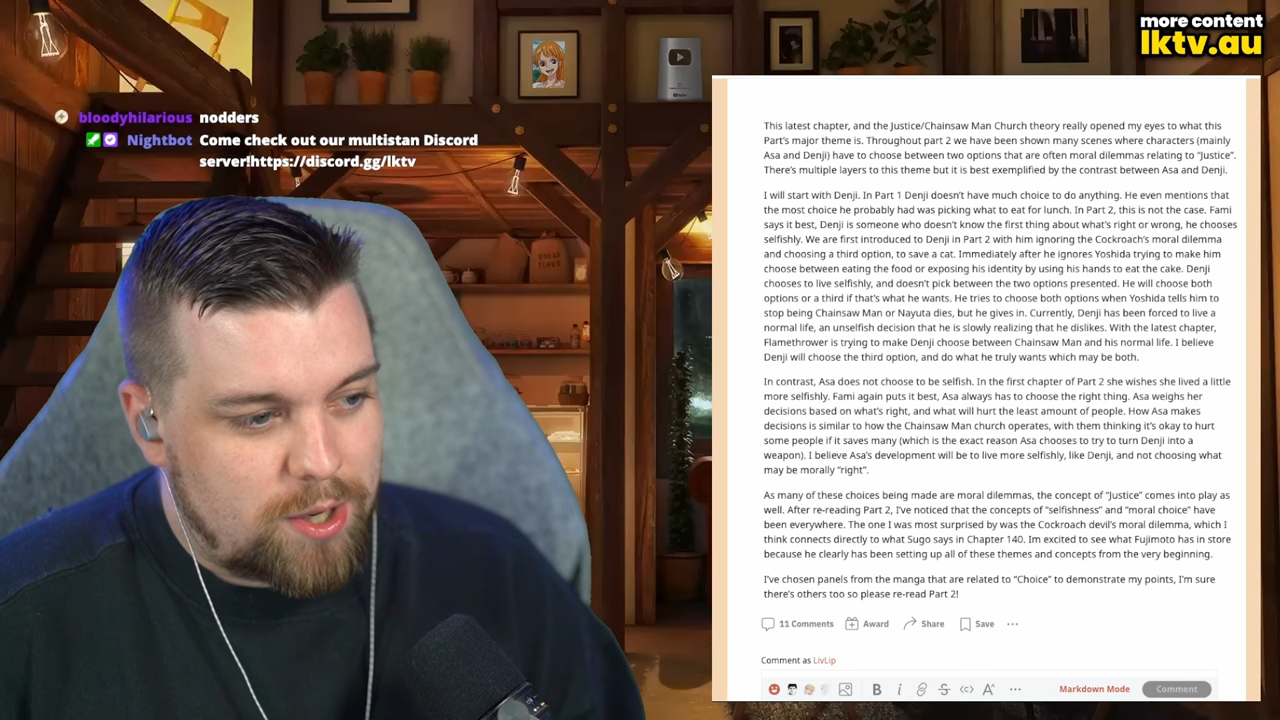 more content
lktv.au
bloodyhilarious nodders
Nightbot Come check out our multistan Discord
server!https://discord.gg/lktv
This latest chapter, and the Justice/Chainsaw Man Church theory really opened my eyes to what this
Part's major theme is. Throughout part 2 we have been shown many scenes where characters (mainly
Asa and Denji) have to choose between two options that are often moral dilemmas relating to "Justice".
There's multiple layers to this theme but it is best exemplified by the contrast between Asa and Denji.
I will start with Denji. In Part 1 Denji doesn't have much choice to do anything. He even mentions that
the most choice he probably had was picking what to eat for lunch. In Part 2, this is not the case. Fami
says it best, Denji is someone who doesn't know the first thing about what's right or wrong, he chooses
selfishly. We are first introduced to Denji in Part 2 with him ignoring the Cockroach's moral dilemma
and choosing a third option, to save a cat. Immediately after he ignores Yoshida trying to make him
choose between eating the food or exposing his identity by using his hands to eat the cake. Denji
chooses to live selfishly, and doesn't pick between the two options presented. He will choose both
options or a third if that's what he wants. He tries to choose both options when Yoshida tells him to
stop being Chainsaw Man or Nayuta dies, but he gives in. Currently, Denji has been forced to live a
normal life, an unselfish decision that he is slowly realizing that he dislikes. With the latest chapter,
Flamethrower is trying to make Denji choose between Chainsaw Man and his normal life. I believe
Denji will choose the third option, and do what he truly wants which may be both.
In contrast, Asa does not choose to be selfish. In the first chapter of Part 2 she wishes she lived a little
more selfishly. Fami again puts it best, Asa always has to choose the right thing. Asa weighs her
decisions based on what's right, and what will hurt the least amount of people. How Asa makes
decisions is similar to how the Chainsaw Man church operates, with them thinking it's okay to hurt
some people if it saves many (which is the exact reason Asa chooses to try to turn Denji into a
weapon). I believe Asa's development will be to live more selfishly, like Denji, and not choosing what
may be morally "right".
As many of these choices being made are moral dilemmas, the concept of "Justice" comes into play as
well. After re-reading Part 2, I've noticed that the concepts of "selfishness" and "moral choice" have
been everywhere. The one I was most surprised by was the Cockroach devil's moral dilemma, which I
think connects directly to what Sugo says in Chapter 140. Im excited to see what Fujimoto has in store
because he clearly has been setting up all of these themes and concepts from the very beginning.
I've chosen panels from the manga that are related to "Choice" to demonstrate my points, I'm sure
there's others too so please re-read Part 2!
11 Comments Award Share Save
Comment as LivLip
Markdown Mode Comment